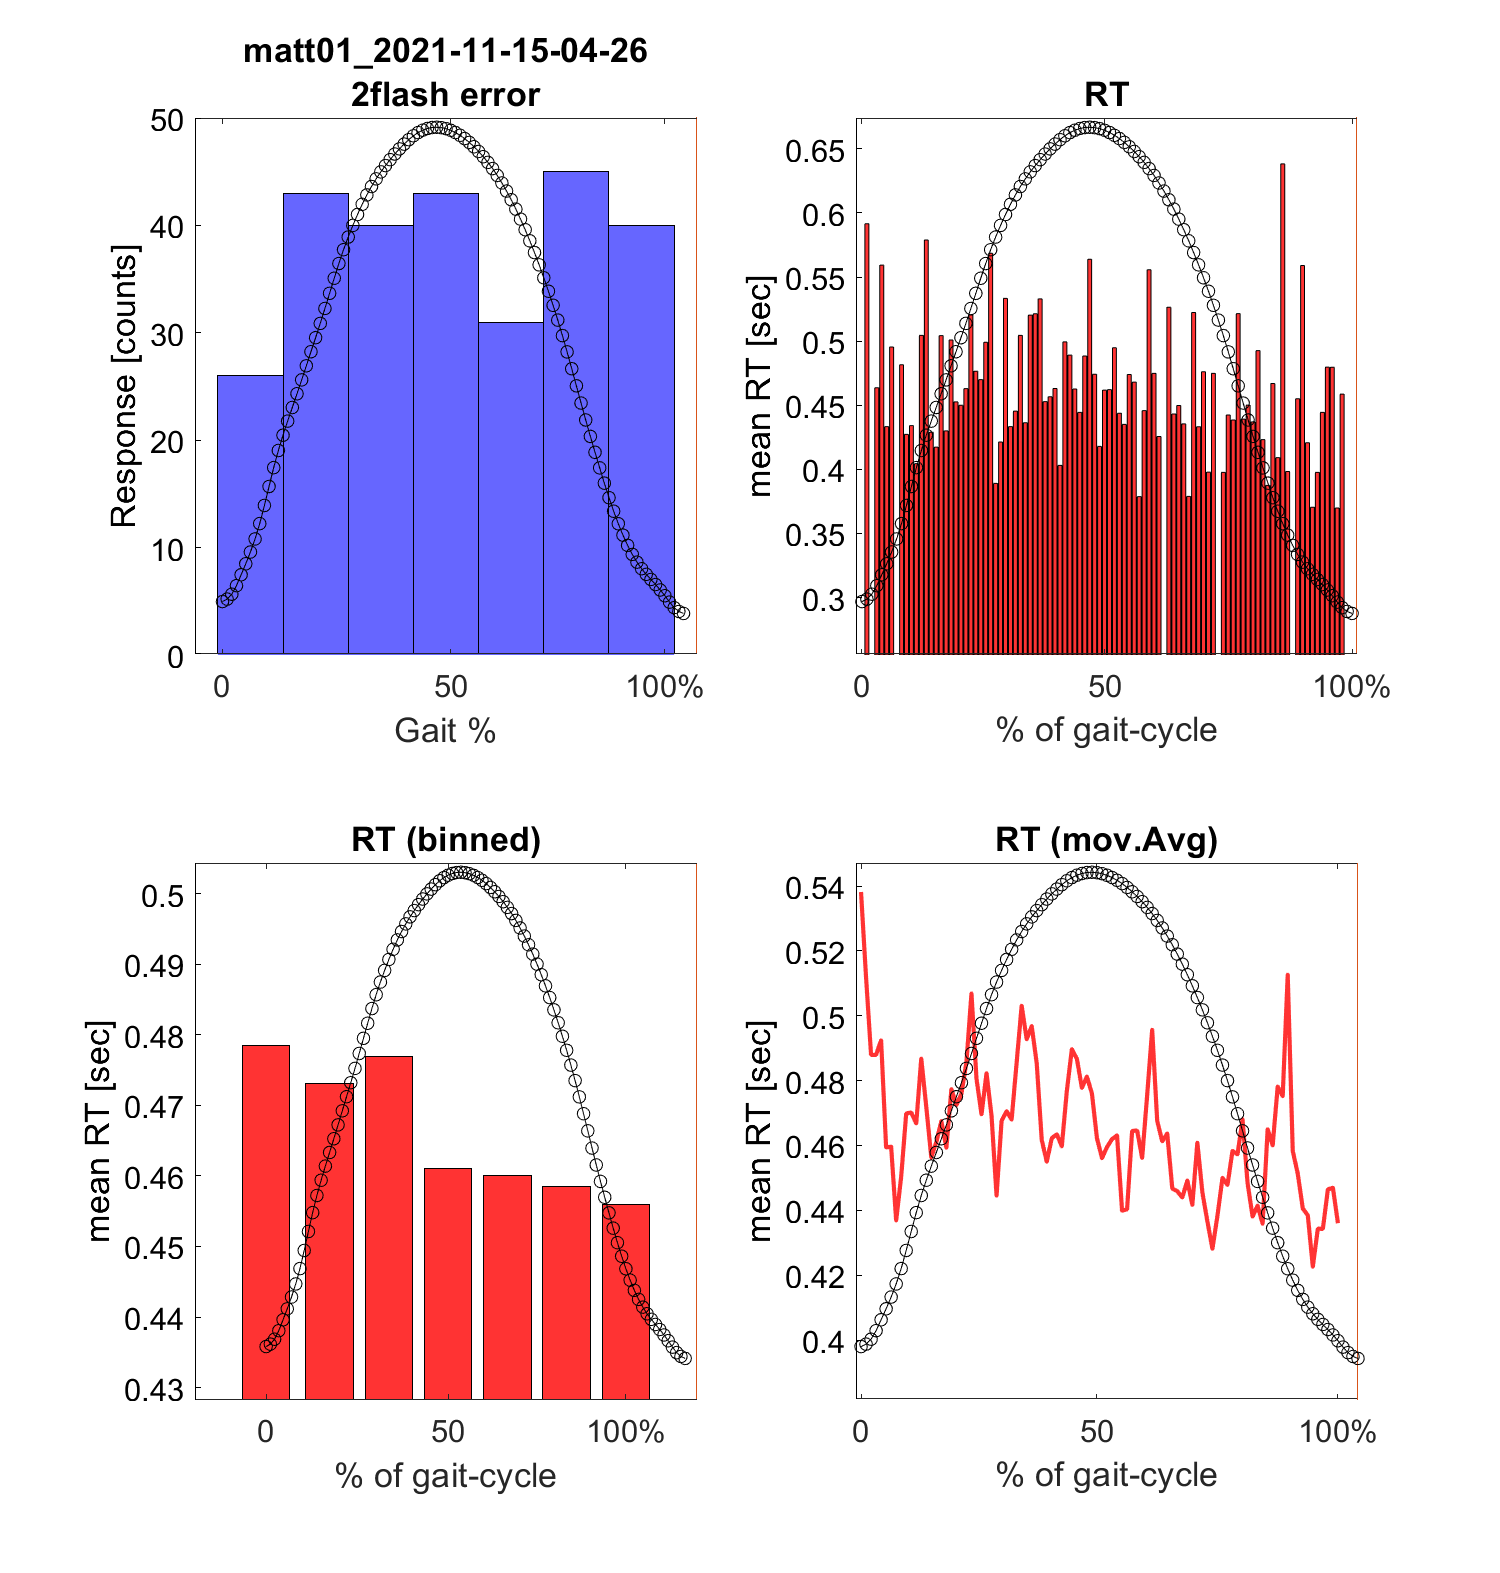 matt01_2021-11-15-04-26
2flash error
50
40
30
20
10
0
Response [counts]
0 50 100%
Gait %
RT
0.65
0.6
0.55
0.5
0.45
0.4
0.35
0.3
mean RT [sec]
0 50 100%
% of gait-cycle
RT (binned)
0.5
0.49
0.48
0.47
0.46
0.45
0.44
0.43
mean RT [sec]
0 50 100%
% of gait-cycle
RT (mov.Avg)
0.54
0.52
0.5
0.48
0.46
0.44
0.42
0.4
mean RT [sec]
0 50 100%
% of gait-cycle